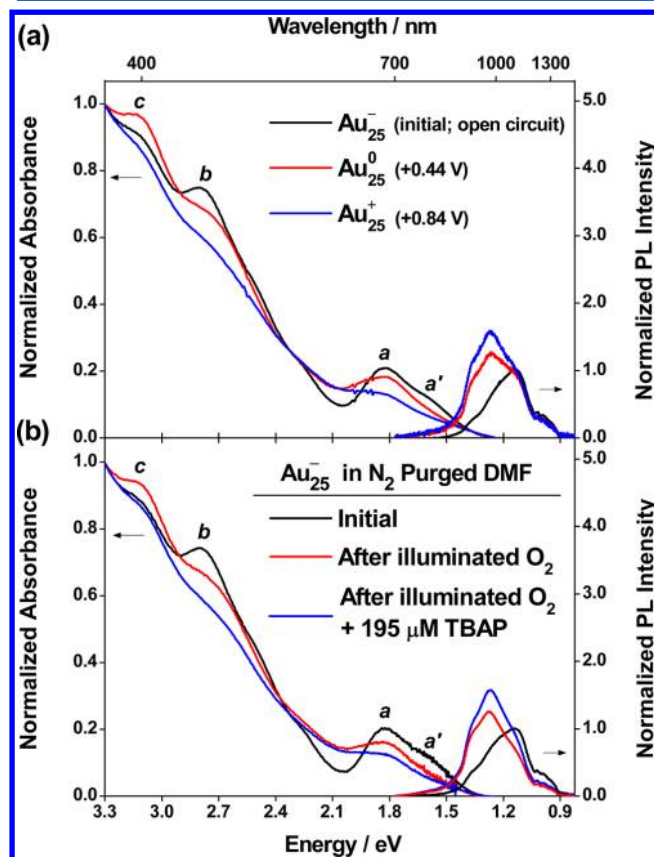 Wavelength / nm
(a)
400 700 1000 1300
1.0 0.8 0.6 0.4 0.2 0.0
Normalized Absorbance
5.0 4.0 3.0 2.0 1.0 0.0
Normalized PL Intensity
c
b
a
a'
Au₂₅⁻ (initial; open circuit)
Au₂₅⁰ (+0.44 V)
Au₂₅⁺ (+0.84 V)
(b)
1.0 0.8 0.6 0.4 0.2 0.0
Normalized Absorbance
5.0 4.0 3.0 2.0 1.0 0.0
Normalized PL Intensity
c
b
a
a'
Au₂₅⁻ in N₂ Purged DMF
Initial
After illuminated O₂
After illuminated O₂
+ 195 μM TBAP
3.3 3.0 2.7 2.4 2.1 1.8 1.5 1.2 0.9
Energy / eV